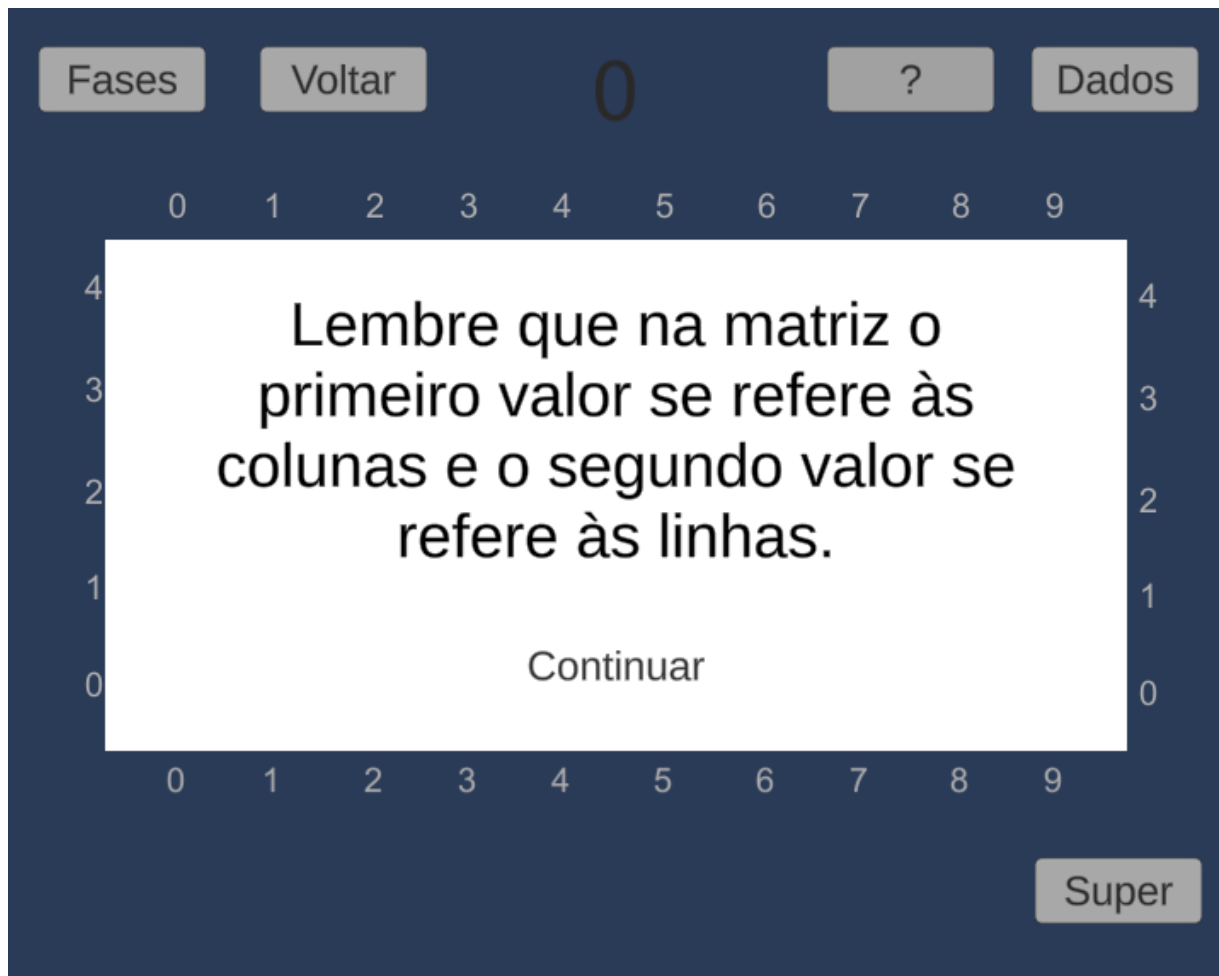 Fases Voltar 0 ? Dados
0 1 2 3 4 5 6 7 8 9
4 4
Lembre que na matriz o
primeiro valor se refere às
3 3
colunas e o segundo valor se
2 2
refere às linhas.
1 1
Continuar
0 0
0 1 2 3 4 5 6 7 8 9
Super